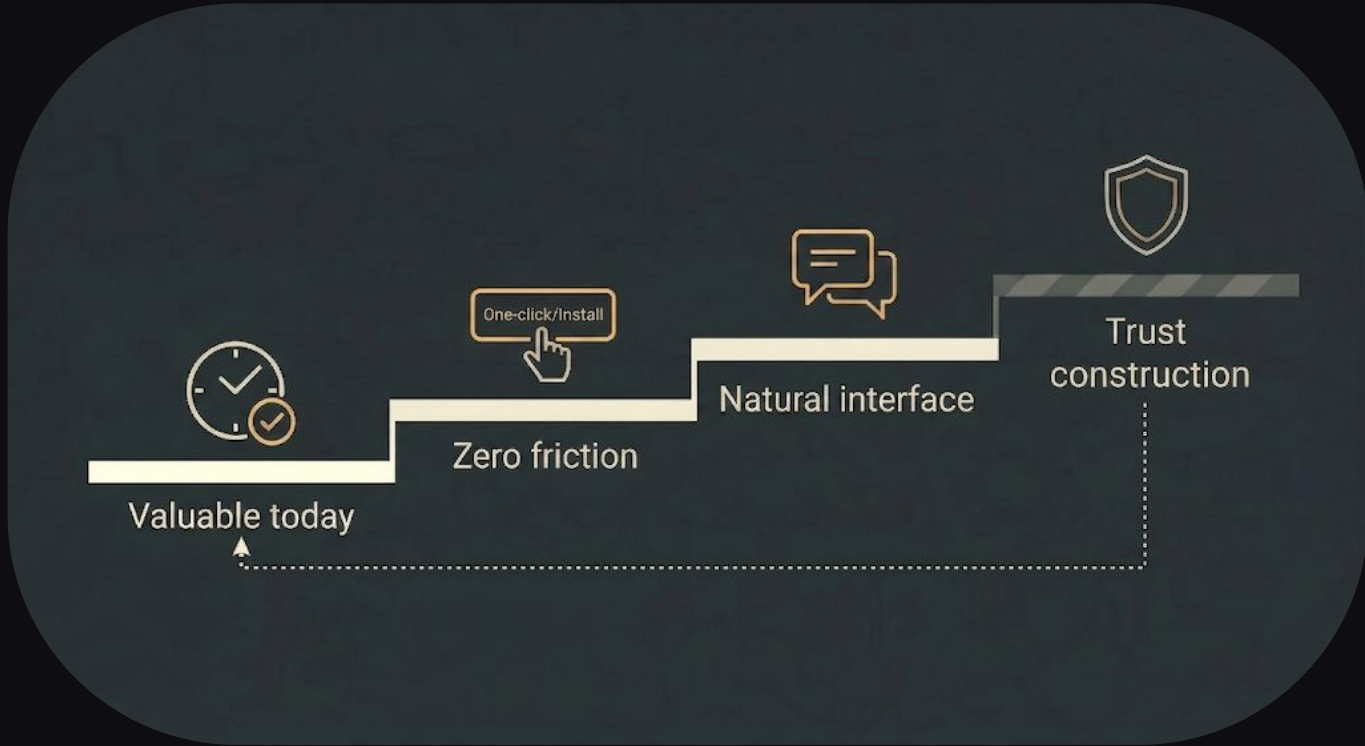 Valuable today
One-click/Install
Zero friction
Natural interface
Trust
construction